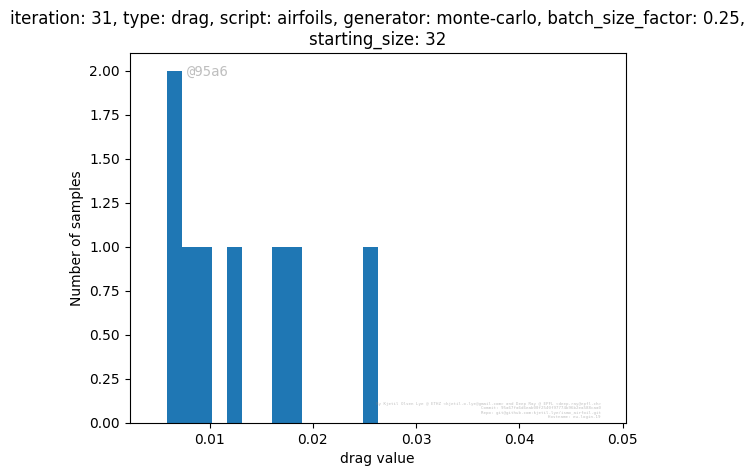 iteration: 31, type: drag, script: airfoils, generator: monte-carlo, batch_size_factor: 0.25,
starting_size: 32
@95a6
2.00
1.75
1.50
1.25
1.00
0.75
0.50
0.25
0.00
Number of samples
0.01
0.02
0.03
0.04
0.05
drag value